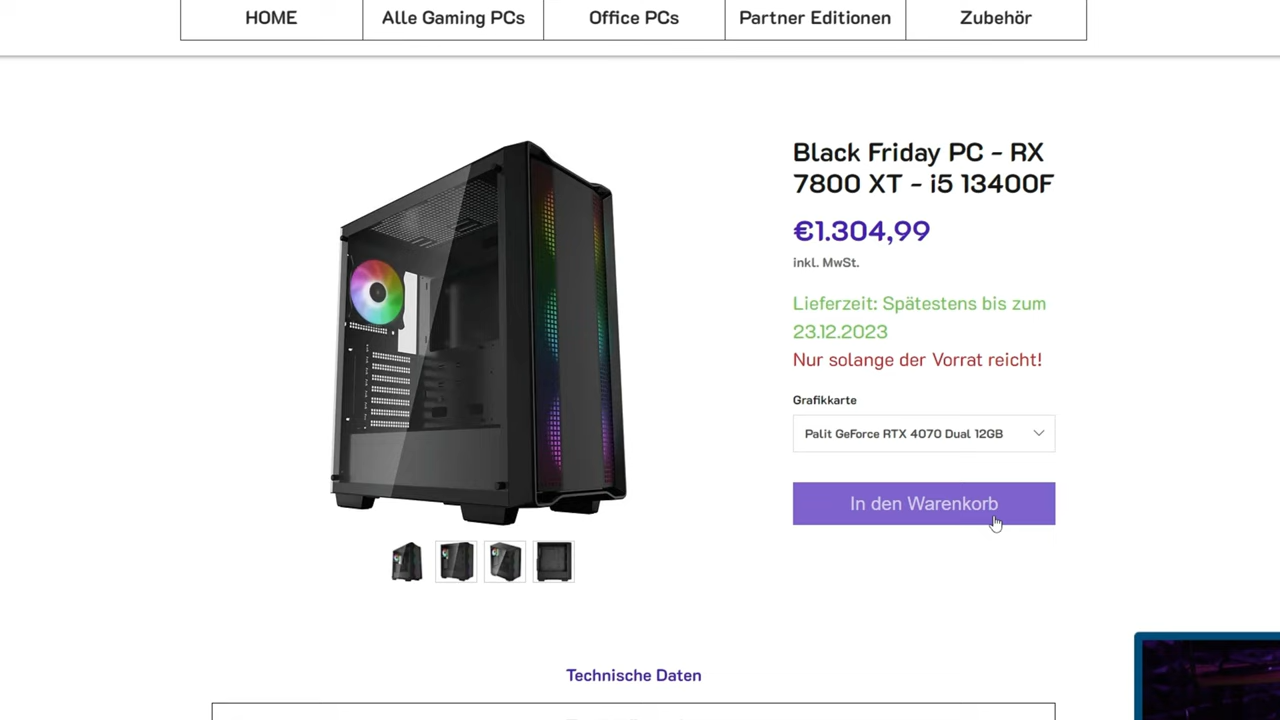 HOME
Alle Gaming PCs
Office PCs
Partner Editionen
Zubehör
Black Friday PC - RX
7800 XT - i5 13400F
€1.304,99
inkl. MwSt.
Lieferzeit: Spätestens bis zum
23.12.2023
Nur solange der Vorrat reicht!
Grafikkarte
Palit GeForce RTX 4070 Dual 12GB
In den Warenkorb
Technische Daten